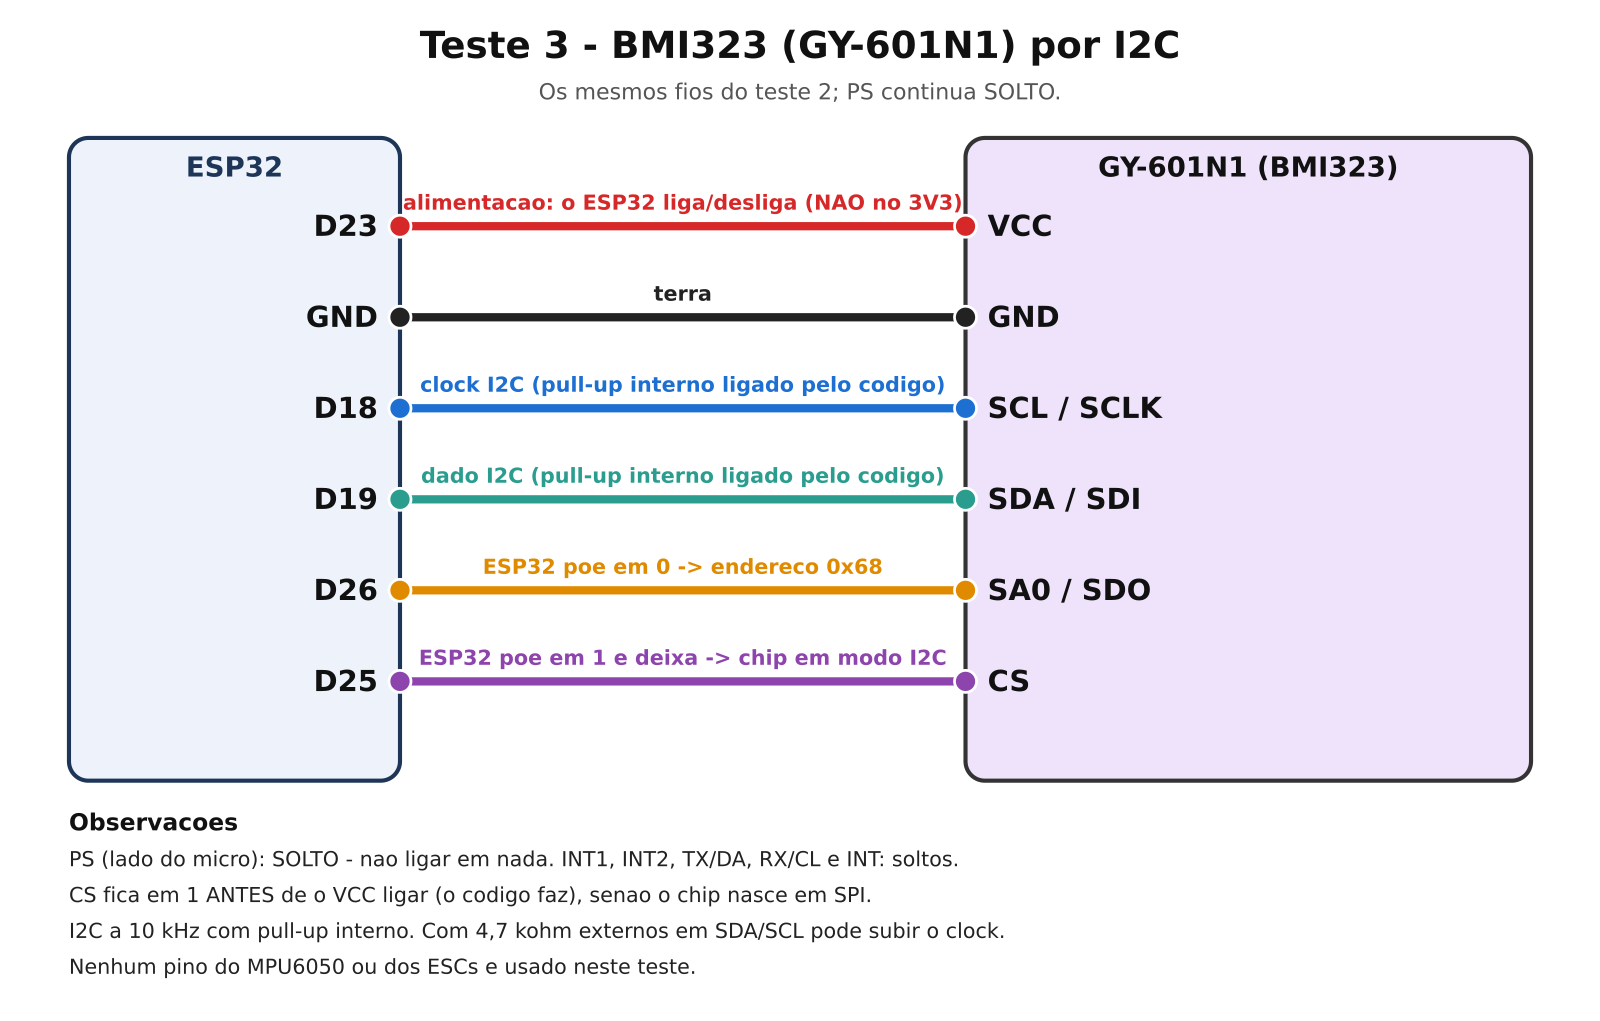 Teste 3 - BMI323 (GY-601N1) por I2C
Os mesmos fios do teste 2; PS continua SOLTO.
ESP32
GY-601N1 (BMI323)
alimentacao: o ESP32 liga/desliga (NAO no 3V3)
D23
VCC
terra
GND
GND
clock I2C (pull-up interno ligado pelo codigo)
D18
SCL / SCLK
dado I2C (pull-up interno ligado pelo codigo)
D19
SDA / SDI
ESP32 poe em 0 -> endereco 0x68
D26
SA0 / SDO
ESP32 poe em 1 e deixa -> chip em modo I2C
D25
CS
Observacoes
PS (lado do micro): SOLTO - nao ligar em nada. INT1, INT2, TX/DA, RX/CL e INT: soltos.
CS fica em 1 ANTES de o VCC ligar (o codigo faz), senao o chip nasce em SPI.
I2C a 10 kHz com pull-up interno. Com 4,7 kohm externos em SDA/SCL pode subir o clock.
Nenhum pino do MPU6050 ou dos ESCs e usado neste teste.